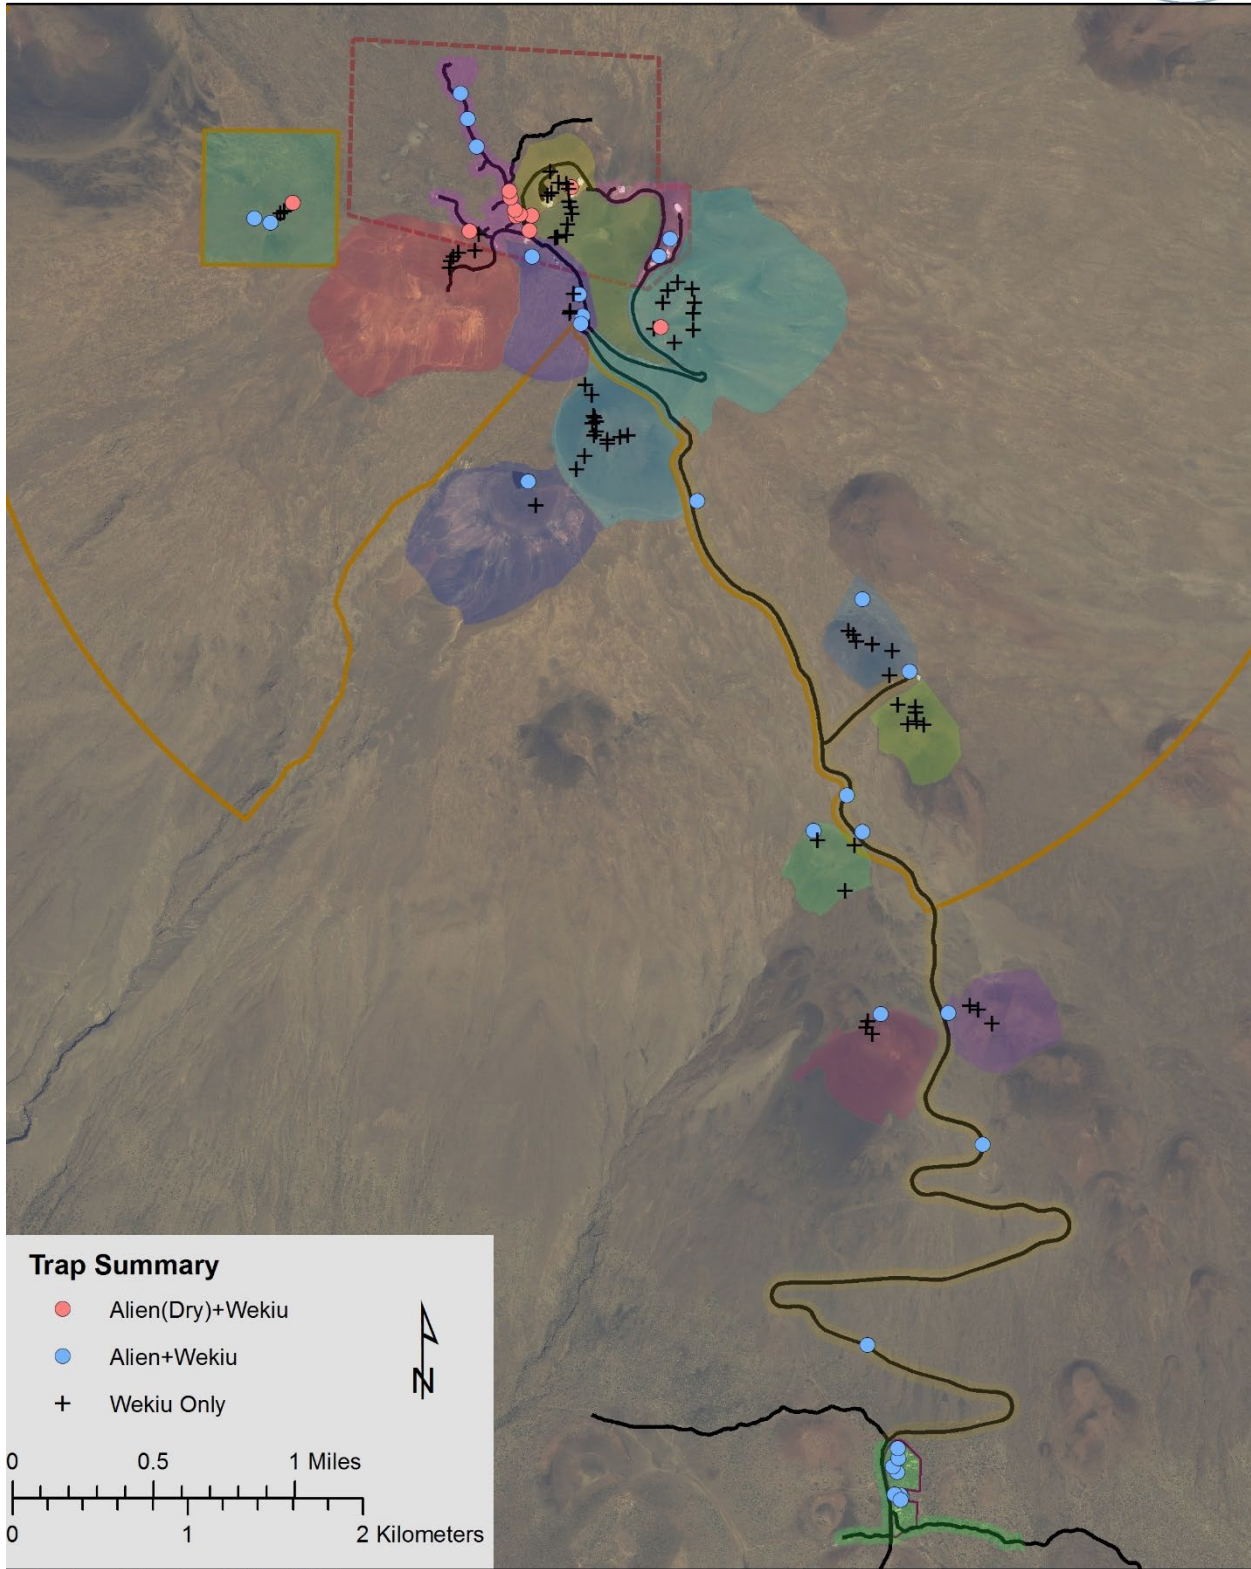 Trap Summary
Alien(Dry)+Wekiu
Alien+Wekiu
Wekiu Only
N
0 0.5 1 Miles
0 1 2 Kilometers